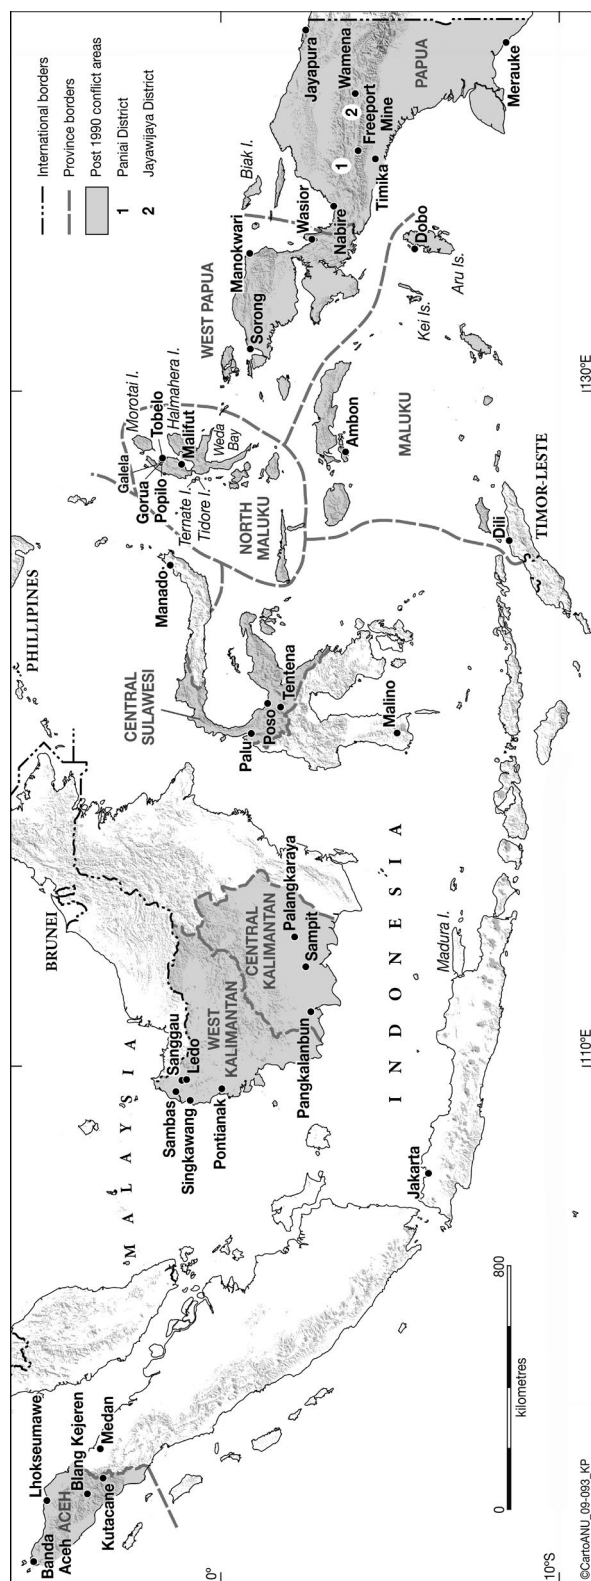 International borders
Province borders
Post 1990 conflict areas
1 Paniai District
2 Jayawijaya District
PHILLIPINES
BRUNEI
M A L A Y S I A
I N D O N E S I A
TIMOR-LESTE
Banda
Aceh
ACEH
Lhokseumawe
Blang Kejeren
Medan
Kutacane
Jakarta
Madura I.
Sambas
Sanggau
Ledo
Singkawang
Pontianak
WEST
KALIMANTAN
CENTRAL
KALIMANTAN
Palangkaraya
Sampit
Pangkalanbun
CENTRAL
SULAWESI
Palu
Poso
Tentena
Malino
Manado
Galela
Gorua
Popilo
Tobelo
Malifut
Morotai I.
Halmahera I.
Ternate I.
Tidore I.
Weda
Bay
NORTH
MALUKU
MALUKU
Ambon
Dili
Kei Is.
Aru Is.
Dobo
WEST PAPUA
Sorong
Manokwari
Biak I.
Wasior
Nabire
Jayapura
Wamena
1
2
Freeport
Mine
Timika
PAPUA
Merauke
0
800
kilometres
0°
10°S
110°E
130°E
©CartoANU_09-093_KP